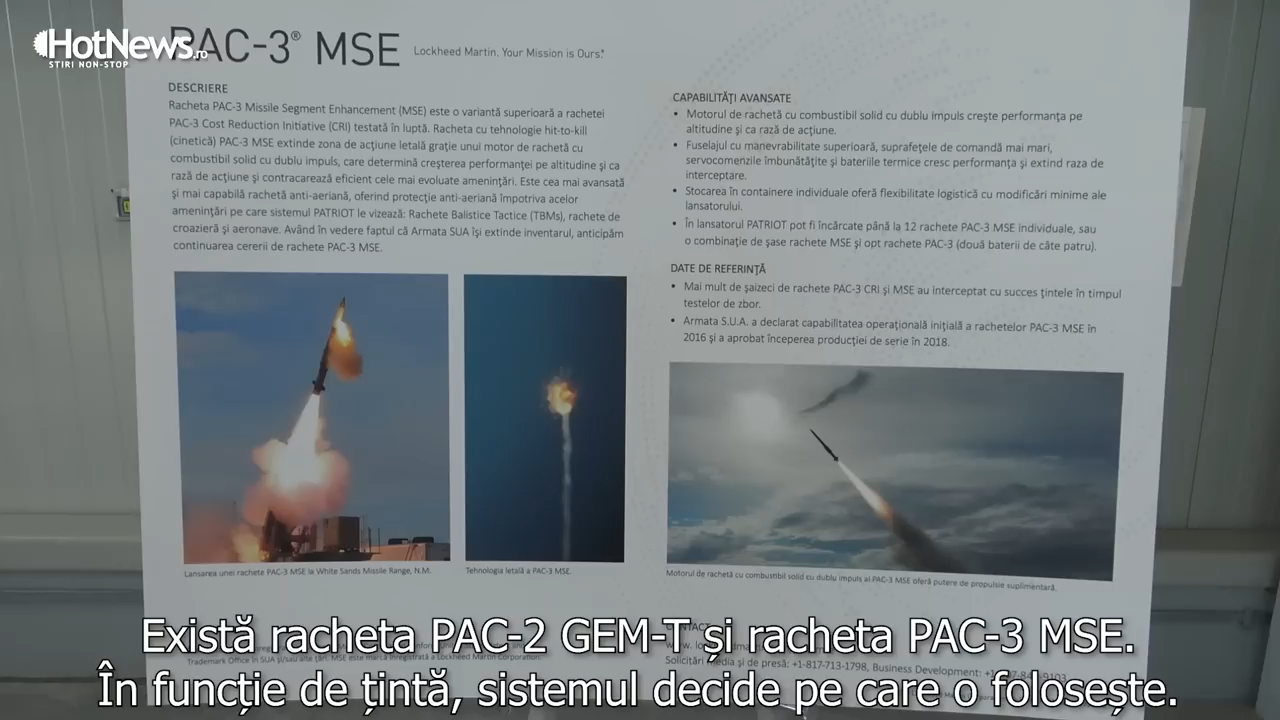 HotNews.ro
STIRI NON-STOP
PAC-3® MSE
Lockheed Martin. Your Mission is Ours.®
DESCRIERE
Racheta PAC-3 Missile Segment Enhancement (MSE) este o variantă superioară a rachetei
PAC-3 Cost Reduction Initiative (CRI) testată în luptă. Racheta cu tehnologie hit-to-kill
(cinetică) PAC-3 MSE extinde zona de acțiune letală grație unui motor de rachetă cu
combustibil solid cu dublu impuls, care determină creșterea performanței pe altitudine și ca
rază de acțiune și contracarează eficient cele mai evoluate amenințări. Este cea mai avansată
și mai capabilă rachetă anti-aeriană, oferind protecție anti-aeriană împotriva acelor
amenințări pe care sistemul PATRIOT le vizează: Rachete Balistice Tactice (TBMs), rachete de
croazieră și aeronave. Având în vedere faptul că Armata SUA își extinde inventarul, anticipăm
continuarea cererii de rachete PAC-3 MSE.
Lansarea unei rachete PAC-3 MSE la White Sands Missile Range, N.M.
Tehnologia letală a PAC-3 MSE.
CAPABILITĂȚI AVANSATE
• Motorul de rachetă cu combustibil solid cu dublu impuls crește performanța pe
altitudine și ca rază de acțiune.
• Fuselajul cu manevrabilitate superioară, suprafețele de comandă mai mari,
servocomenzile îmbunătățite și bateriile termice cresc performanța și extind raza de
interceptare.
• Stocarea în containere individuale oferă flexibilitate logistică cu modificări minime ale
lansatorului.
• În lansatorul PATRIOT pot fi încărcate până la 12 rachete PAC-3 MSE individuale, sau
o combinație de șase rachete MSE și opt rachete PAC-3 (două baterii de câte patru).
DATE DE REFERINȚĂ
• Mai mult de șaizeci de rachete PAC-3 CRI și MSE au interceptat cu succes țintele în timpul
testelor de zbor.
• Armata S.U.A. a declarat capabilitatea operațională inițială a rachetelor PAC-3 MSE în
2016 și a aprobat începerea producției de serie în 2018.
Motorul de rachetă cu combustibil solid cu dublu impuls al PAC-3 MSE oferă putere de propulsie suplimentară.
Trademark Office în SUA și/sau alte țări. MSE este marcă înregistrată a Lockheed Martin Corporation.
Solicitări media și de presă: +1-817-713-1798, Business Development:
Există racheta PAC-2 GEM-T și racheta PAC-3 MSE.
În funcție de țintă, sistemul decide pe care o folosește.